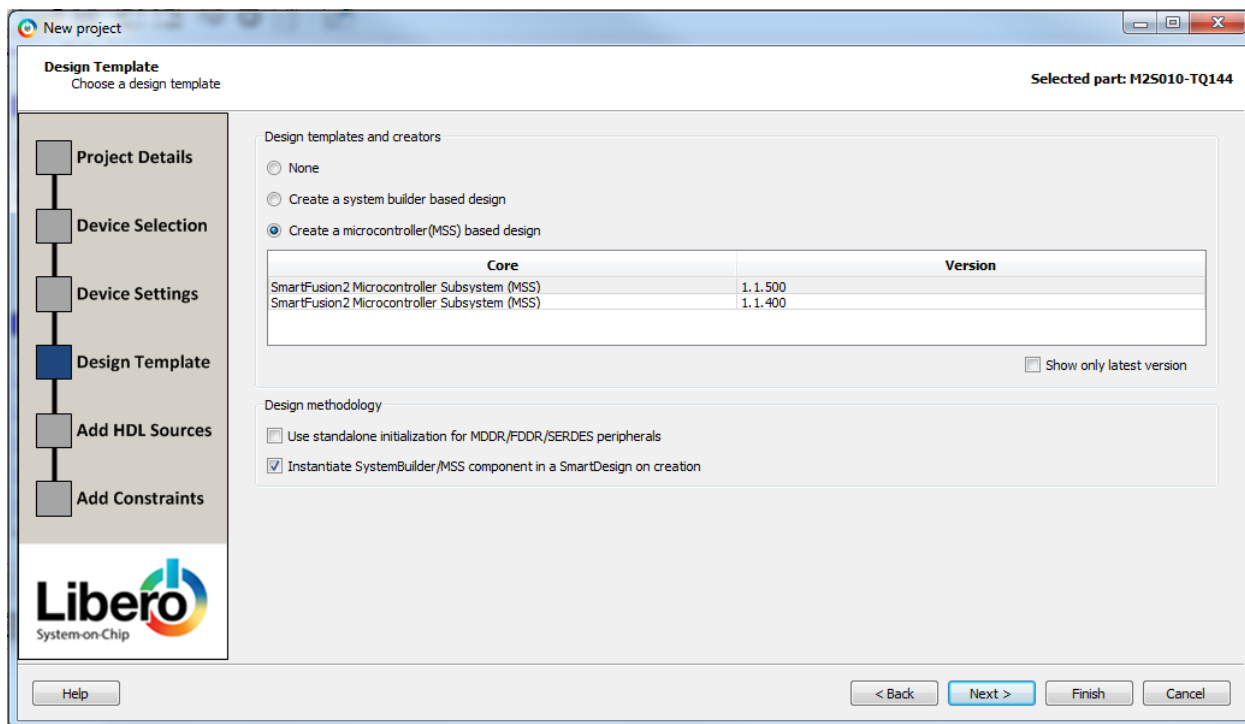 New project
Design Template
Choose a design template
Selected part: M2S010-TQ144
Project Details
Device Selection
Device Settings
Design Template
Add HDL Sources
Add Constraints
Libero
System-on-Chip
Design templates and creators
None
Create a system builder based design
Create a microcontroller(MSS) based design
Core Version
SmartFusion2 Microcontroller Subsystem (MSS) 1.1.500
SmartFusion2 Microcontroller Subsystem (MSS) 1.1.400
Show only latest version
Design methodology
Use standalone initialization for MDDR/FDDR/SERDES peripherals
Instantiate SystemBuilder/MSS component in a SmartDesign on creation
Help < Back Next > Finish Cancel